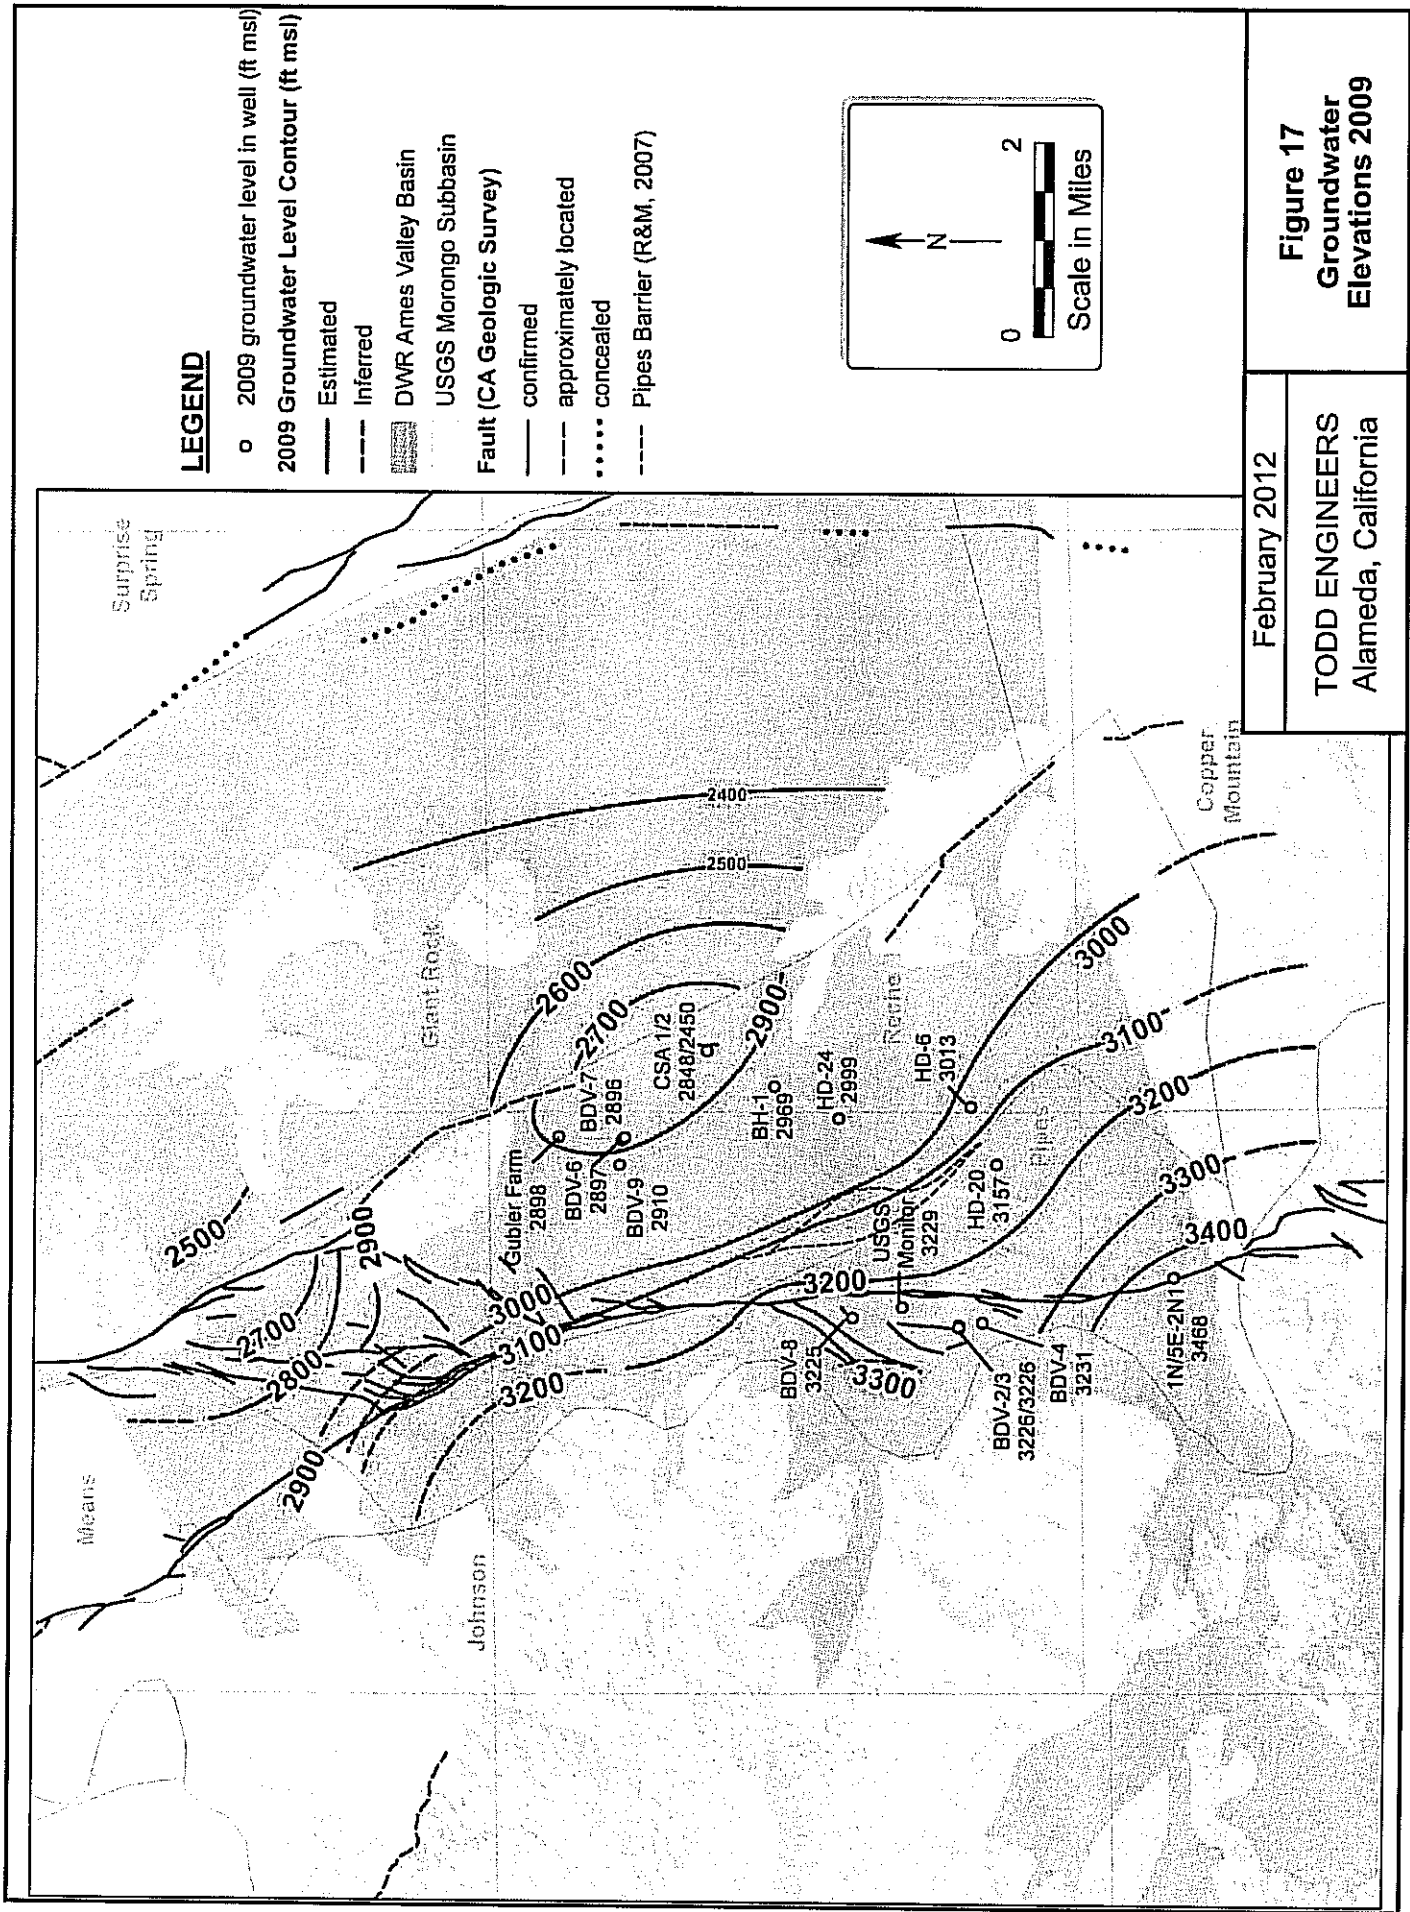 LEGEND
2009 groundwater level in well (ft msl)
2009 Groundwater Level Contour (ft msl)
Estimated
Inferred
DWR Ames Valley Basin
USGS Morongo Subbasin
Fault (CA Geologic Survey)
confirmed
approximately located
concealed
Pipes Barrier (R&M, 2007)
N
0
2
Scale in Miles
Surprise
Spring
Means
Johnson
Giant Rock
Reche
Pipes
Copper
Mountain
2500
2700
2800
2900
2900
3000
3100
3200
2600
2700
2500
2400
2900
3200
3300
3000
3100
3200
3300
3400
Gubler Farm
2898
BDV-7
2896
BDV-6
2897
BDV-9
2910
CSA 1/2
2848/2450
BH-1
2969
HD-24
2999
HD-6
3013
HD-20
3157
USGS
Monitor
3229
BDV-8
3225
BDV-2/3
3226/3226
BDV-4
3231
1N/5E-2N1
3468
February 2012
TODD ENGINEERS
Alameda, California
Figure 17
Groundwater
Elevations 2009